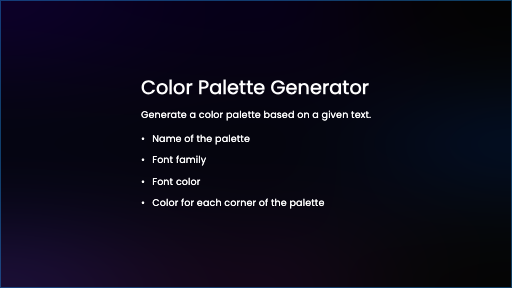 Color Palette Generator
Generate a color palette based on a given text.
• Name of the palette
• Font family
• Font color
• Color for each corner of the palette